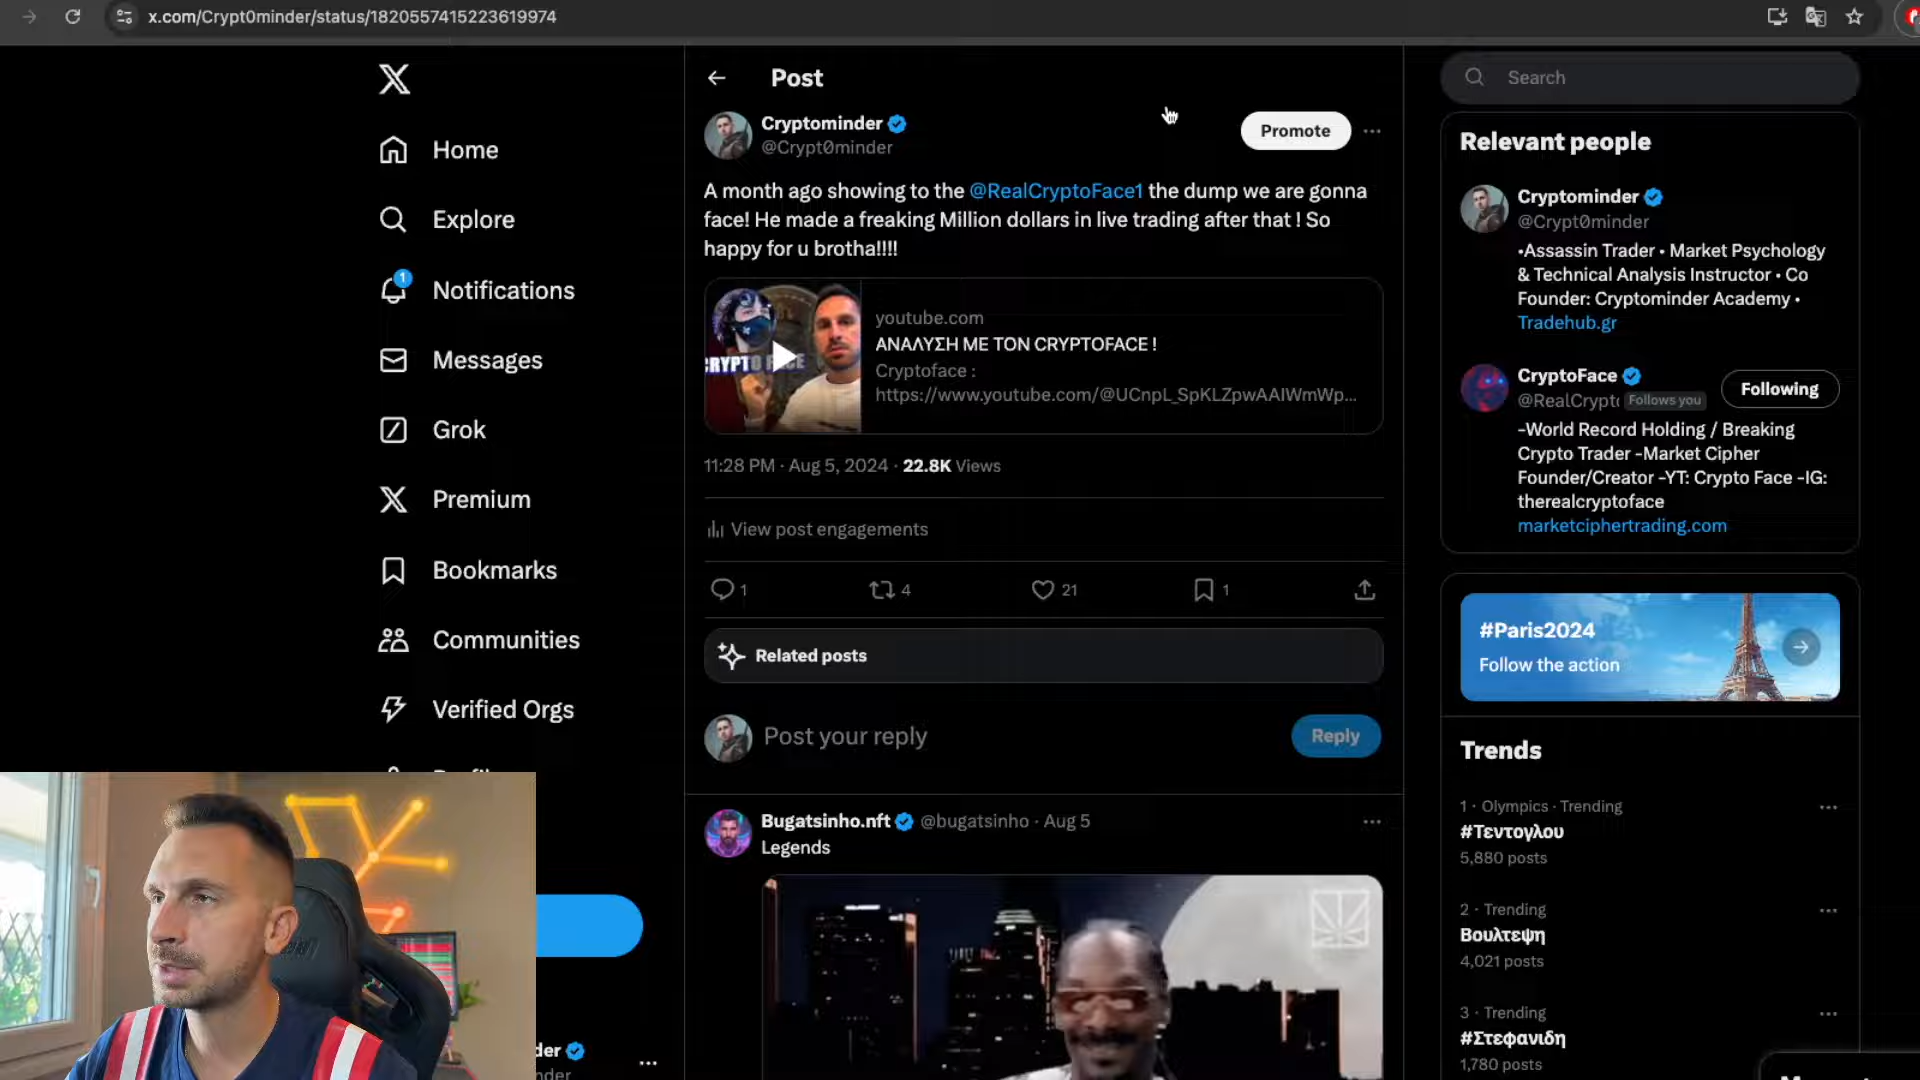 x.com/Crypt0minder/status/1820557415223619974
Home
Explore
1
Notifications
Messages
Grok
Premium
Bookmarks
Communities
Verified Orgs
Post
Cryptominder
@Crypt0minder
Promote
A month ago showing to the @RealCryptoFace1 the dump we are gonna
face! He made a freaking Million dollars in live trading after that ! So
happy for u brotha!!!!
youtube.com
ΑΝΑΛΥΣΗ ΜΕ ΤΟΝ CRYPTOFACE !
Cryptoface :
https://www.youtube.com/@UCnpL_SpKLZpwAAIWmWp...
11:28 PM · Aug 5, 2024 · 22.8K Views
View post engagements
1
4
21
1
Related posts
Post your reply
Reply
Bugatsinho.nft @bugatsinho · Aug 5
Legends
Search
Relevant people
Cryptominder
@Crypt0minder
•Assassin Trader • Market Psychology
& Technical Analysis Instructor • Co
Founder: Cryptominder Academy •
Tradehub.gr
CryptoFace
@RealCrypt Follows you
Following
-World Record Holding / Breaking
Crypto Trader -Market Cipher
Founder/Creator -YT: Crypto Face -IG:
therealcryptoface
marketciphertrading.com
#Paris2024
Follow the action
Trends
1 · Olympics · Trending
#Τεντογλου
5,880 posts
2 · Trending
Βουλτεψη
4,021 posts
3 · Trending
#Στεφανιδη
1,780 posts